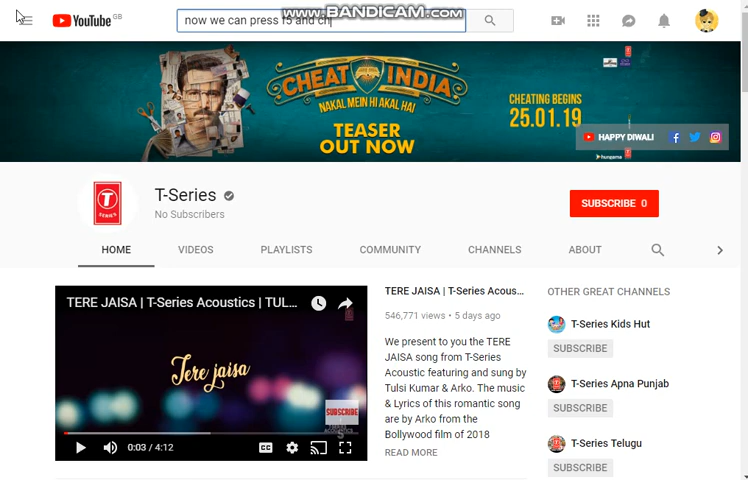 YouTube GB
now we can press f5 and ch
www.BANDICAM.com
CHEAT INDIA
NAKAL MEIN HI AKAL HAI
TEASER
OUT NOW
CHEATING BEGINS
25.01.19
HAPPY DIWALI
hungama
T SERIES
T-Series
No Subscribers
SUBSCRIBE 0
HOME VIDEOS PLAYLISTS COMMUNITY CHANNELS ABOUT
TERE JAISA | T-Series Acoustics | TUL...
Tere jaisa
SUBSCRIBE
0:03 / 4:12
TERE JAISA | T-Series Acous...
546,771 views • 5 days ago
We present to you the TERE
JAISA song from T-Series
Acoustic featuring and sung by
Tulsi Kumar & Arko. The music
& Lyrics of this romantic song
are by Arko from the
Bollywood film of 2018
READ MORE
OTHER GREAT CHANNELS
T-Series Kids Hut
SUBSCRIBE
T-Series Apna Punjab
SUBSCRIBE
T-Series Telugu
SUBSCRIBE